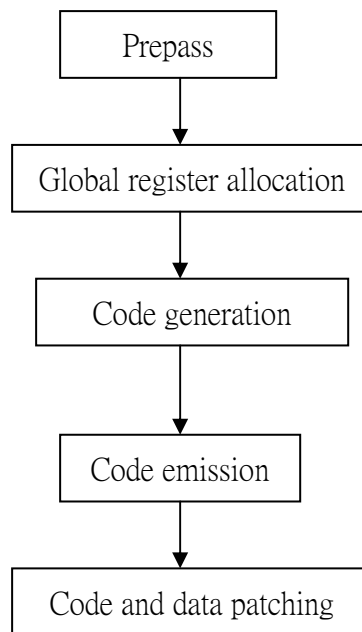 Prepass
Global register allocation
Code generation
Code emission
Code and data patching